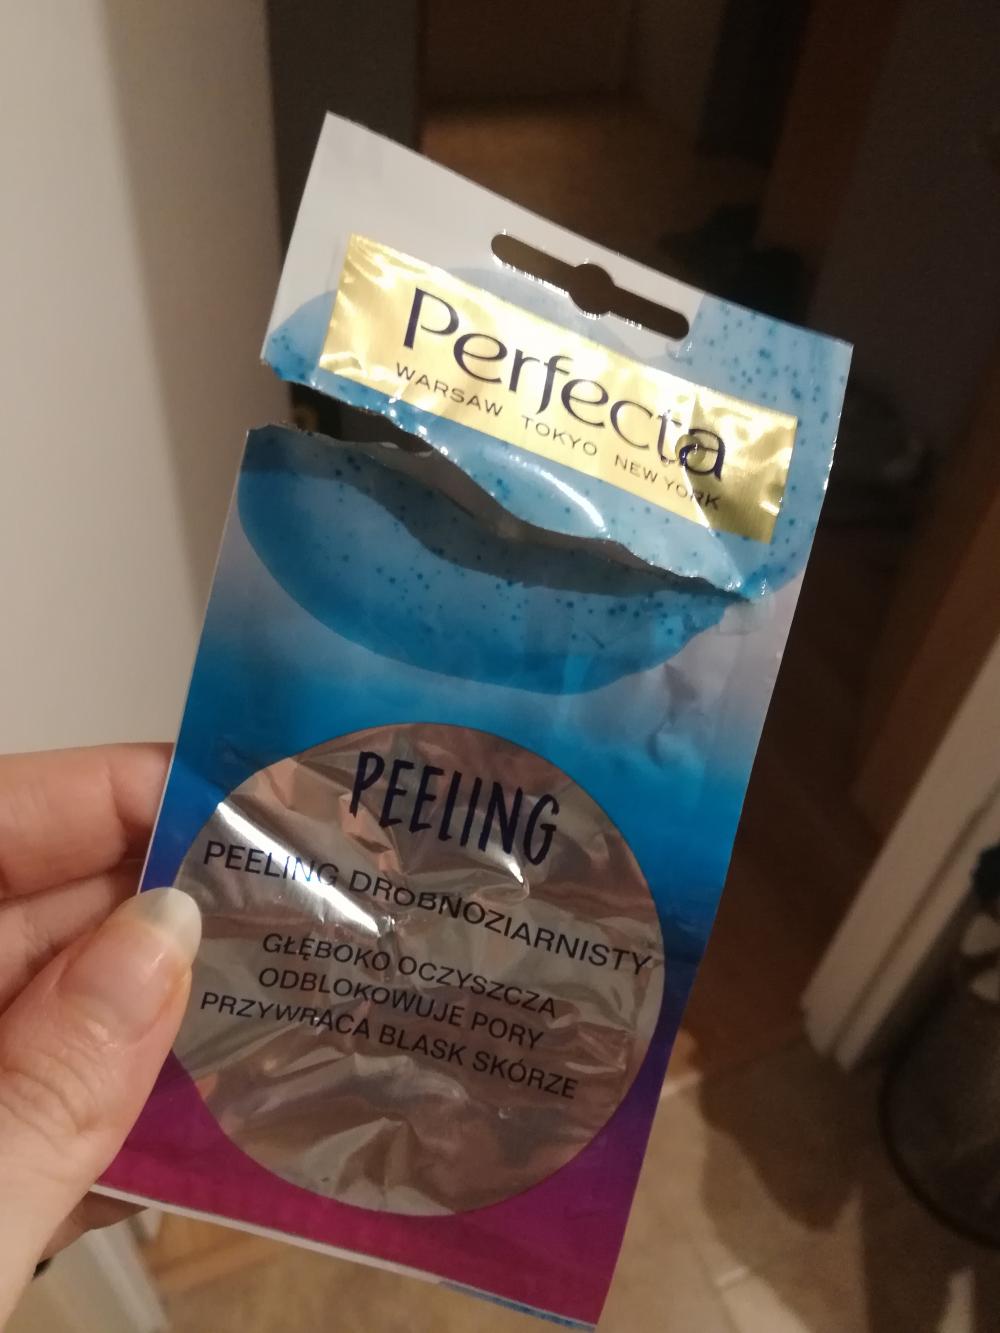 Perfecta
WARSAW TOKYO NEW YORK
PEELING
PEELING DROBNOZIARNISTY
GŁĘBOKO OCZYSZCZA
ODBLOKOWUJE PORY
PRZYWRACA BLASK SKÓRZE